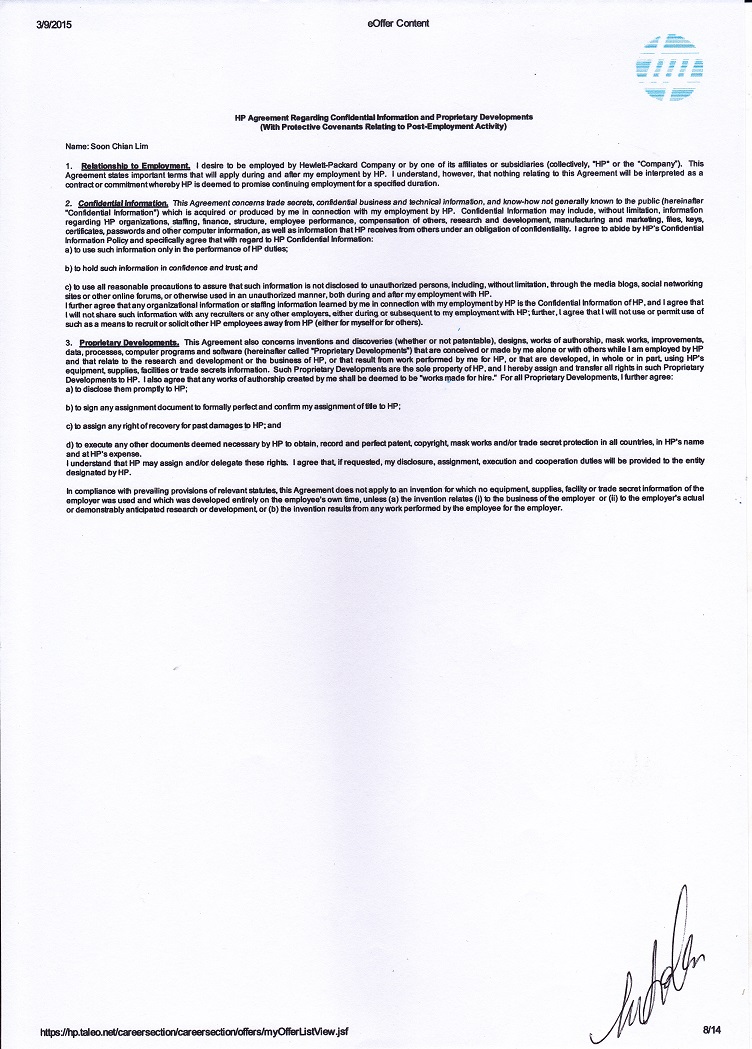 3/9/2015
eOffer Content
hp
HP Agreement Regarding Confidential Information and Proprietary Developments
(With Protective Covenants Relating to Post-Employment Activity)
Name: Soon Chian Lim
1. Relationship to Employment. I desire to be employed by Hewlett-Packard Company or by one of its affiliates or subsidiaries (collectively, "HP" or the "Company"). This
Agreement states important terms that will apply during and after my employment by HP. I understand, however, that nothing relating to this Agreement will be interpreted as a
contract or commitment whereby HP is deemed to promise continuing employment for a specified duration.
2. Confidential Information. This Agreement concerns trade secrets, confidential business and technical information, and know-how not generally known to the public (hereinafter
"Confidential Information") which is acquired or produced by me in connection with my employment by HP. Confidential Information may include, without limitation, information
regarding HP organizations, staffing, finance, structure, employee performance, compensation of others, research and development, manufacturing and marketing, files, keys,
certificates, passwords and other computer information, as well as information that HP receives from others under an obligation of confidentiality. I agree to abide by HP's Confidential
Information Policy and specifically agree that with regard to HP Confidential Information:
a) to use such information only in the performance of HP duties;
b) to hold such information in confidence and trust; and
c) to use all reasonable precautions to assure that such information is not disclosed to unauthorized persons, including, without limitation, through the media blogs, social networking
sites or other online forums, or otherwise used in an unauthorized manner, both during and after my employment with HP.
I further agree that any organizational information or staffing information learned by me in connection with my employment by HP is the Confidential Information of HP, and I agree that
I will not share such information with any recruiters or any other employers, either during or subsequent to my employment with HP; further, I agree that I will not use or permit use of
such as a means to recruit or solicit other HP employees away from HP (either for myself or for others).
3. Proprietary Developments. This Agreement also concerns inventions and discoveries (whether or not patentable), designs, works of authorship, mask works, improvements,
data, processes, computer programs and software (hereinafter called "Proprietary Developments") that are conceived or made by me alone or with others while I am employed by HP
and that relate to the research and development or the business of HP, or that result from work performed by me for HP, or that are developed, in whole or in part, using HP's
equipment, supplies, facilities or trade secrets information. Such Proprietary Developments are the sole property of HP, and I hereby assign and transfer all rights in such Proprietary
Developments to HP. I also agree that any works of authorship created by me shall be deemed to be "works made for hire." For all Proprietary Developments, I further agree:
a) to disclose them promptly to HP;
b) to sign any assignment document to formally perfect and confirm my assignment of title to HP;
c) to assign any right of recovery for past damages to HP; and
d) to execute any other documents deemed necessary by HP to obtain, record and perfect patent, copyright, mask works and/or trade secret protection in all countries, in HP's name
and at HP's expense.
I understand that HP may assign and/or delegate these rights. I agree that, if requested, my disclosure, assignment, execution and cooperation duties will be provided to the entity
designated by HP.
In compliance with prevailing provisions of relevant statutes, this Agreement does not apply to an invention for which no equipment, supplies, facility or trade secret information of the
employer was used and which was developed entirely on the employee's own time, unless (a) the invention relates (i) to the business of the employer or (ii) to the employer's actual
or demonstrably anticipated research or development, or (b) the invention results from any work performed by the employee for the employer.
https://hp.taleo.net/careersection/careersection/offers/myOfferListView.jsf
8/14